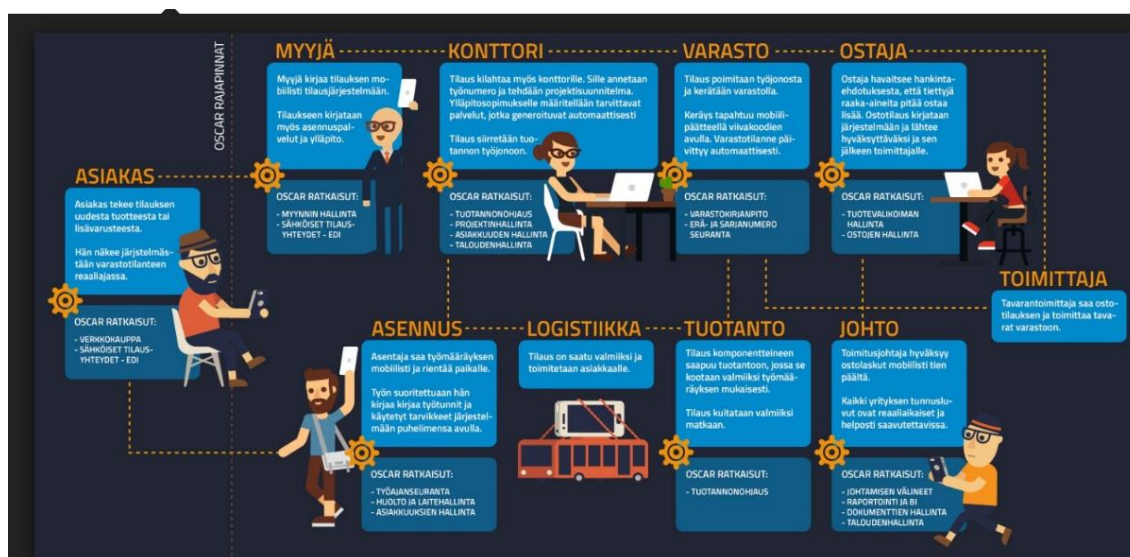 OSCAR RAJAPINNAT
ASIAKAS
Asiakas tekee tilauksen
uudesta tuotteesta tai
lisävarusteesta.
Hän näkee järjstelmäs-
tään varastotilanteen
reaaliajassa.
OSCAR RATKAISUT:
- VERKKOKAUPPA
- SÄHKÖISET TILAUS-
YHTEYDET - EDI
MYYJÄ
Myyjä kirjaa tilauksen mo-
biilisti tilausjärjestelmään.
Tilaukseen kirjataan
myös asennuspal-
velut ja ylläpito.
OSCAR RATKAISUT:
- MYYNNIN HALLINTA
- SÄHKÖISET TILAUS-
YHTEYDET - EDI
KONTTORI
Tilaus kilahtaa myös konttorille. Sille annetaan
työnumero ja tehdään projektisuunnitelma.
Ylläpitosopimukselle määritellään tarvittavat
palvelut, jotka generoituvat automaattisesti
Tilaus siirretään tuo-
tannon työjonoon.
OSCAR RATKAISUT:
- TUOTANNONOHJAUS
- PROJEKTINHALLINTA
- ASIAKKUUDEN HALLINTA
- TALOUDENHALLINTA
VARASTO
Tilaus poimitaan työjonosta
ja kerätään varastolla.
Keräys tapahtuu mobiili-
päätteellä viivakoodien
avulla. Varastotilanne päi-
vittyy automaattisesti.
OSCAR RATKAISUT:
- VARASTOKIRJANPITO
- ERÄ- JA SARJANUMERO
SEURANTA
OSTAJA
Ostaja havaitsee hankinta-
ehdotuksesta, että tiettyjä
raaka-aineita pitää ostaa
lisää. Ostotilaus kirjataan
järjestelmään ja lähtee
hyväksyttäväksi ja sen
jälkeen toimittajalle.
OSCAR RATKAISUT:
- TUOTEVALIKOIMAN
HALLINTA
- OSTOJEN HALLINTA
TOIMITTAJA
Tavarantoimittaja saa osto-
tilauksen ja toimittaa tava-
rat varastoon.
ASENNUS
Asentaja saa työmääräyksen
mobiilisti ja rientää paikalle.
Työn suoritettuaan hän
kirjaa kirjaa työtunnit ja
käytetyt tarvikkeet järjestel-
mään puhelimensa avulla.
OSCAR RATKAISUT:
- TYÖAJANSEURANTA
- HUOLTO JA LAITEHALLINTA
- ASIAKKUUKSIEN HALLINTA
LOGISTIIKKA
Tilaus on saatu valmiiksi ja
toimitetaan asiakkaalle.
TUOTANTO
Tilaus komponentteineen
saapuu tuotantoon, jossa se
kootaan valmiiksi työmää-
räyksen mukaisesti.
Tilaus kuitataan valmiiksi
matkaan.
OSCAR RATKAISUT:
- TUOTANNONOHJAUS
JOHTO
Toimitusjohtaja hyväksyy
ostolaskut mobiilisti tien
päältä.
Kaikki yrityksen tunnuslu-
vut ovat reaaliaikaiset ja
helposti saavutettavissa.
OSCAR RATKAISUT:
- JOHTAMISEN VÄLINEET
- RAPORTOINTI JA BI
- DOKUMENTTIEN HALLINTA
- TALOUDENHALLINTA